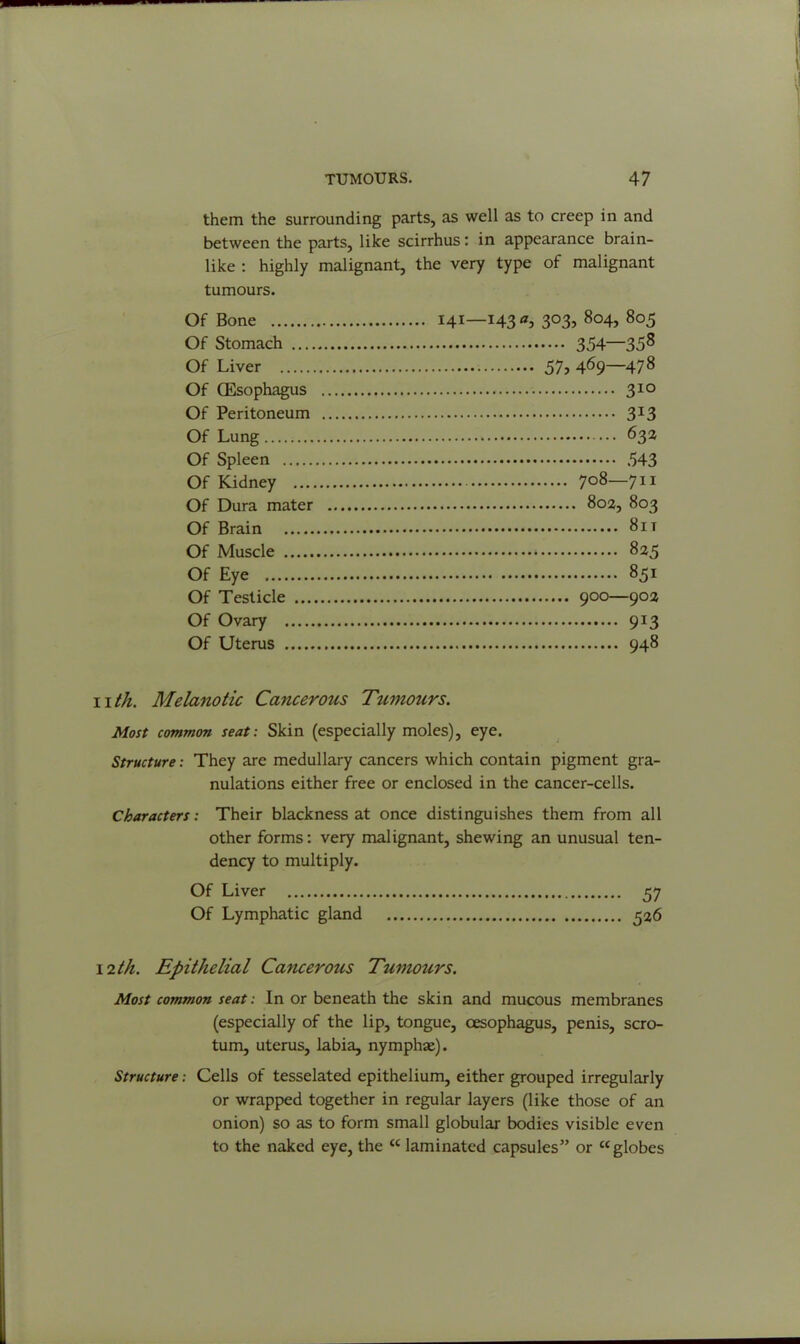 TUMOURS. 47
them the surrounding parts, as well as to creep in and
between the parts, like scirrhus: in appearance brain-
like : highly malignant, the very type of malignant
tumours.
Of Bone ........................... 141—143 a, 303, 804, 805
Of Stomach ........................... 354—358
Of Liver ........................... 57, 469—478
Of Œsophagus ........................... 310
Of Peritoneum ........................... 313
Of Lung ........................... 632
Of Spleen ........................... 543
Of Kidney ........................... 708—711
Of Dura mater ........................... 802, 803
Of Brain ........................... 811
Of Muscle ........................... 825
Of Eye ........................... 851
Of Testicle ........................... 900—902
Of Ovary ........................... 913
Of Uterus ........................... 948
11th. Melanotic Cancerous Tumours.
Most common seat: Skin (especially moles), eye.
Structure: They are medullary cancers which contain pigment gra-
nulations either free or enclosed in the cancer-cells.
Characters: Their blackness at once distinguishes them from all
other forms: very malignant, shewing an unusual ten-
dency to multiply.
Of Liver ........................... 57
Of Lymphatic gland ........................... 526
12th. Epithelial Cancerous Tumours.
Most common seat: In or beneath the skin and mucous membranes
(especially of the lip, tongue, œsophagus, penis, scro-
tum, uterus, labia, nymphæ).
Structure: Cells of tesselated epithelium, either grouped irregularly
or wrapped together in regular layers (like those of an
onion) so as to form small globular bodies visible even
to the naked eye, the “ laminated capsules” or “globes